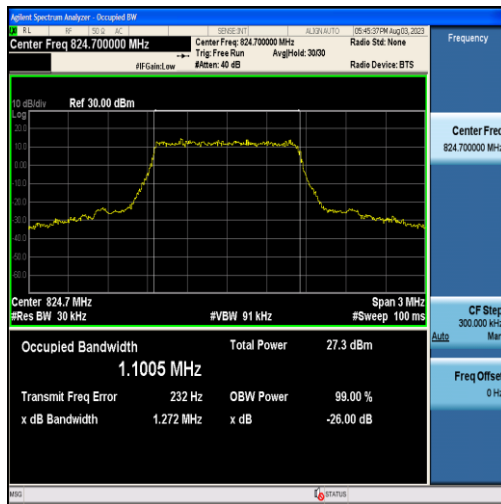 Agilent Spectrum Analyzer - Occupied BW
RL RF 50 Ω AC SENSE:INT ALIGN AUTO 05:45:37 PM Aug 03, 2023
Center Freq 824.700000 MHz Center Freq: 824.700000 MHz Radio Std: None Frequency
Trig: Free Run Avg|Hold: 30/30
#IFGain:Low #Atten: 40 dB Radio Device: BTS
10 dB/div Ref 30.00 dBm
Log
20.0
10.0
0.00
-10.0
-20.0
-30.0
-40.0
-50.0
-60.0
Center Freq
824.700000 MHz
Center 824.7 MHz Span 3 MHz
#Res BW 30 kHz #VBW 91 kHz #Sweep 100 ms
CF Step
300.000 kHz
Auto Man
Occupied Bandwidth Total Power 27.3 dBm
1.1005 MHz
Freq Offset
0 Hz
Transmit Freq Error 232 Hz OBW Power 99.00 %
x dB Bandwidth 1.272 MHz x dB -26.00 dB
MSG STATUS